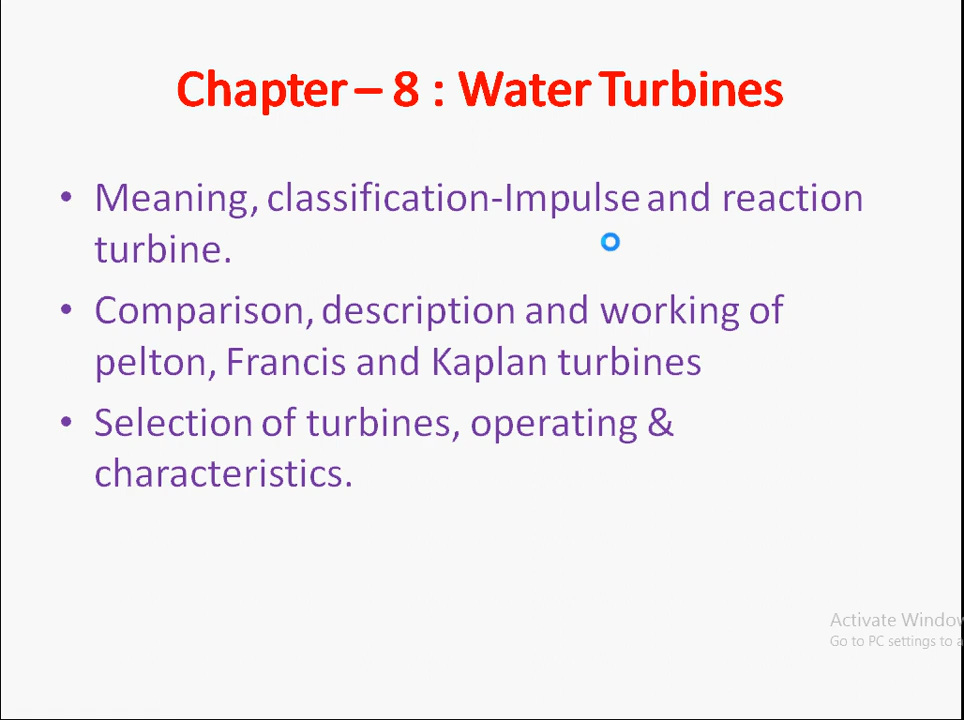 Chapter – 8 : Water Turbines
• Meaning, classification-Impulse and reaction
turbine.
• Comparison, description and working of
pelton, Francis and Kaplan turbines
• Selection of turbines, operating &
characteristics.
Activate Window
Go to PC settings to a